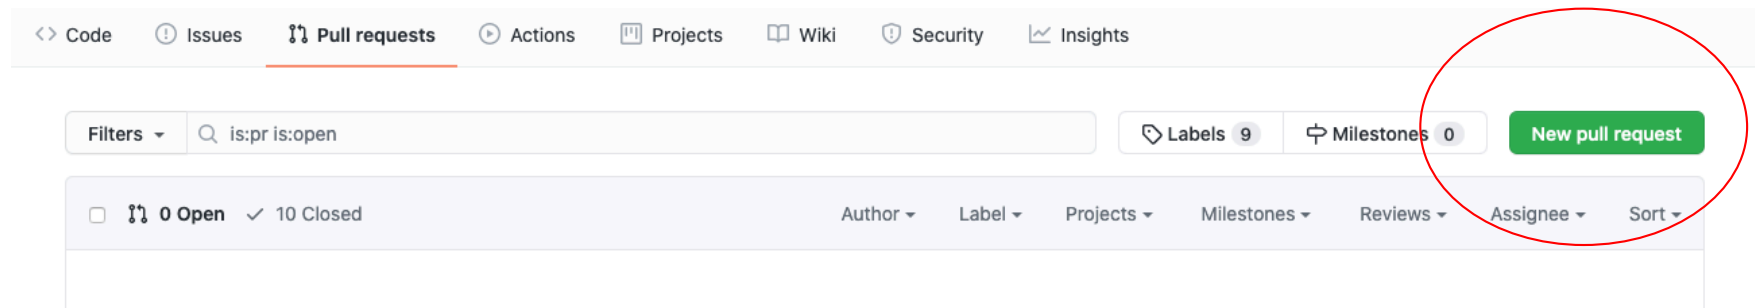 Code Issues Pull requests Actions Projects Wiki Security Insights
Filters is:pr is:open Labels 9 Milestones 0 New pull request
0 Open 10 Closed Author Label Projects Milestones Reviews Assignee Sort